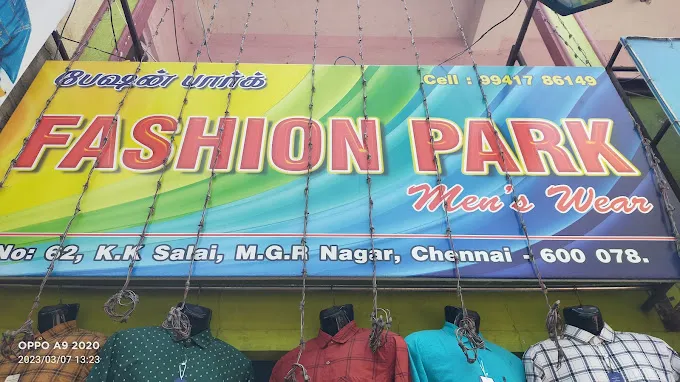 பேஷன் பார்க்
Cell : 99417 86149
FASHION PARK
Men's Wear
No: 62, K.K Salai, M.G.R Nagar, Chennai - 600 078.
OPPO A9 2020
2023/03/07 13:23